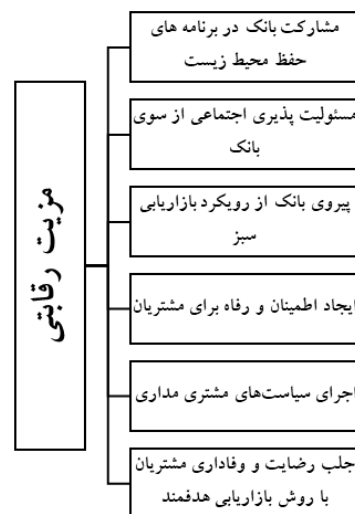 مزیت رقابتی
مشارکت بانک در برنامه های
حفظ محیط زیست
مسئولیت پذیری اجتماعی از سوی
بانک
پیروی بانک از رویکرد بازاریابی
سبز
ایجاد اطمینان و رفاه برای مشتریان
اجرای سیاست‌های مشتری مداری
جلب رضایت و وفاداری مشتریان
با روش بازاریابی هدفمند